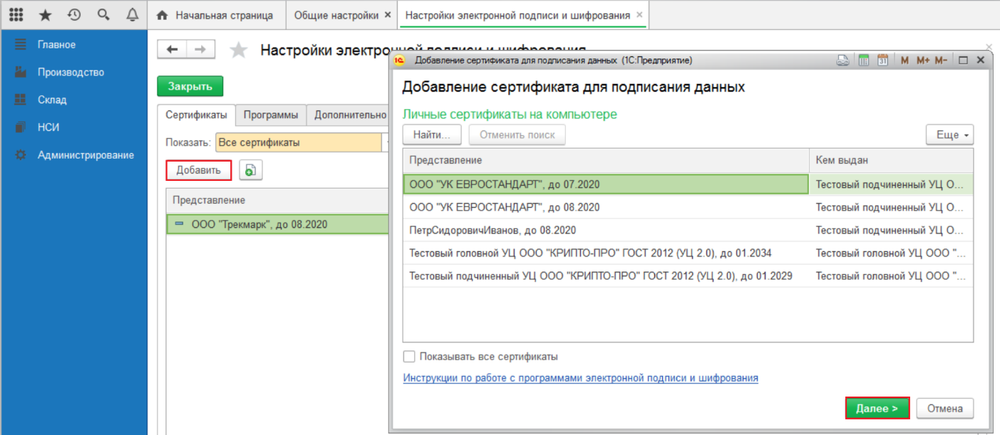 Начальная страница
Общие настройки ×
Настройки электронной подписи и шифрования ×
Главное
Производство
Склад
НСИ
Администрирование
Настройки электронной подписи и шифрования
Закрыть
Сертификаты
Программы
Дополнительно
Показать: Все сертификаты
Добавить
Представление
ООО "Трекмарк", до 08.2020
1С Добавление сертификата для подписания данных (1С:Предприятие)
31 M M+ M-
Добавление сертификата для подписания данных
Личные сертификаты на компьютере
Найти...
Отменить поиск
Еще
Представление Кем выдан
ООО "УК ЕВРОСТАНДАРТ", до 07.2020 Тестовый подчиненный УЦ О...
ООО "УК ЕВРОСТАНДАРТ", до 08.2020 Тестовый подчиненный УЦ О...
ПетрСидоровичИванов, до 08.2020 Тестовый подчиненный УЦ О...
Тестовый головной УЦ ООО "КРИПТО-ПРО" ГОСТ 2012 (УЦ 2.0), до 01.2034 Тестовый головной УЦ ООО "...
Тестовый подчиненный УЦ ООО "КРИПТО-ПРО" ГОСТ 2012 (УЦ 2.0), до 01.2029 Тестовый головной УЦ ООО "...
Показывать все сертификаты
Инструкции по работе с программами электронной подписи и шифрования
Далее >
Отмена